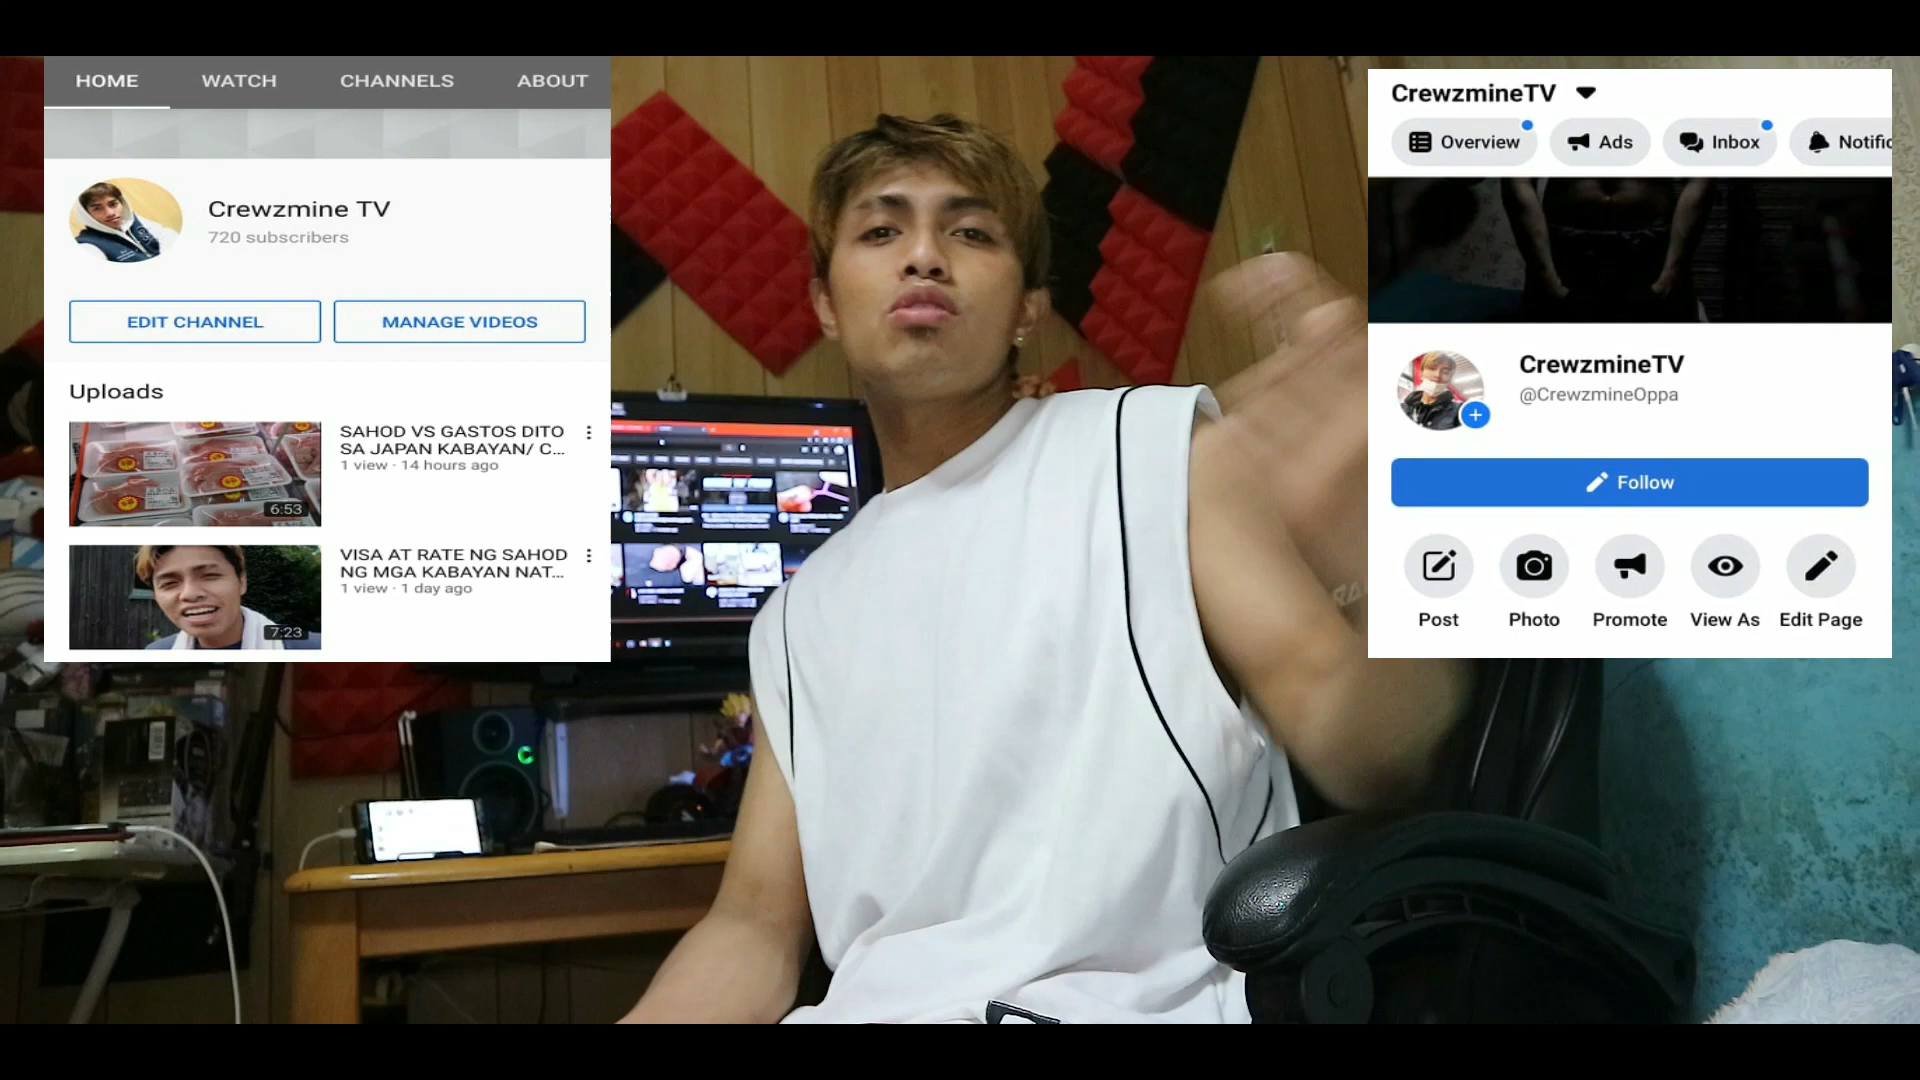 HOME WATCH CHANNELS ABOUT
Crewzmine TV
720 subscribers
EDIT CHANNEL MANAGE VIDEOS
Uploads
SAHOD VS GASTOS DITO
SA JAPAN KABAYAN/ C...
1 view · 14 hours ago
6:53
VISA AT RATE NG SAHOD
NG MGA KABAYAN NAT...
1 view · 1 day ago
7:23
CrewzmineTV
Overview Ads Inbox Notific
CrewzmineTV
@CrewzmineOppa
Follow
Post Photo Promote View As Edit Page